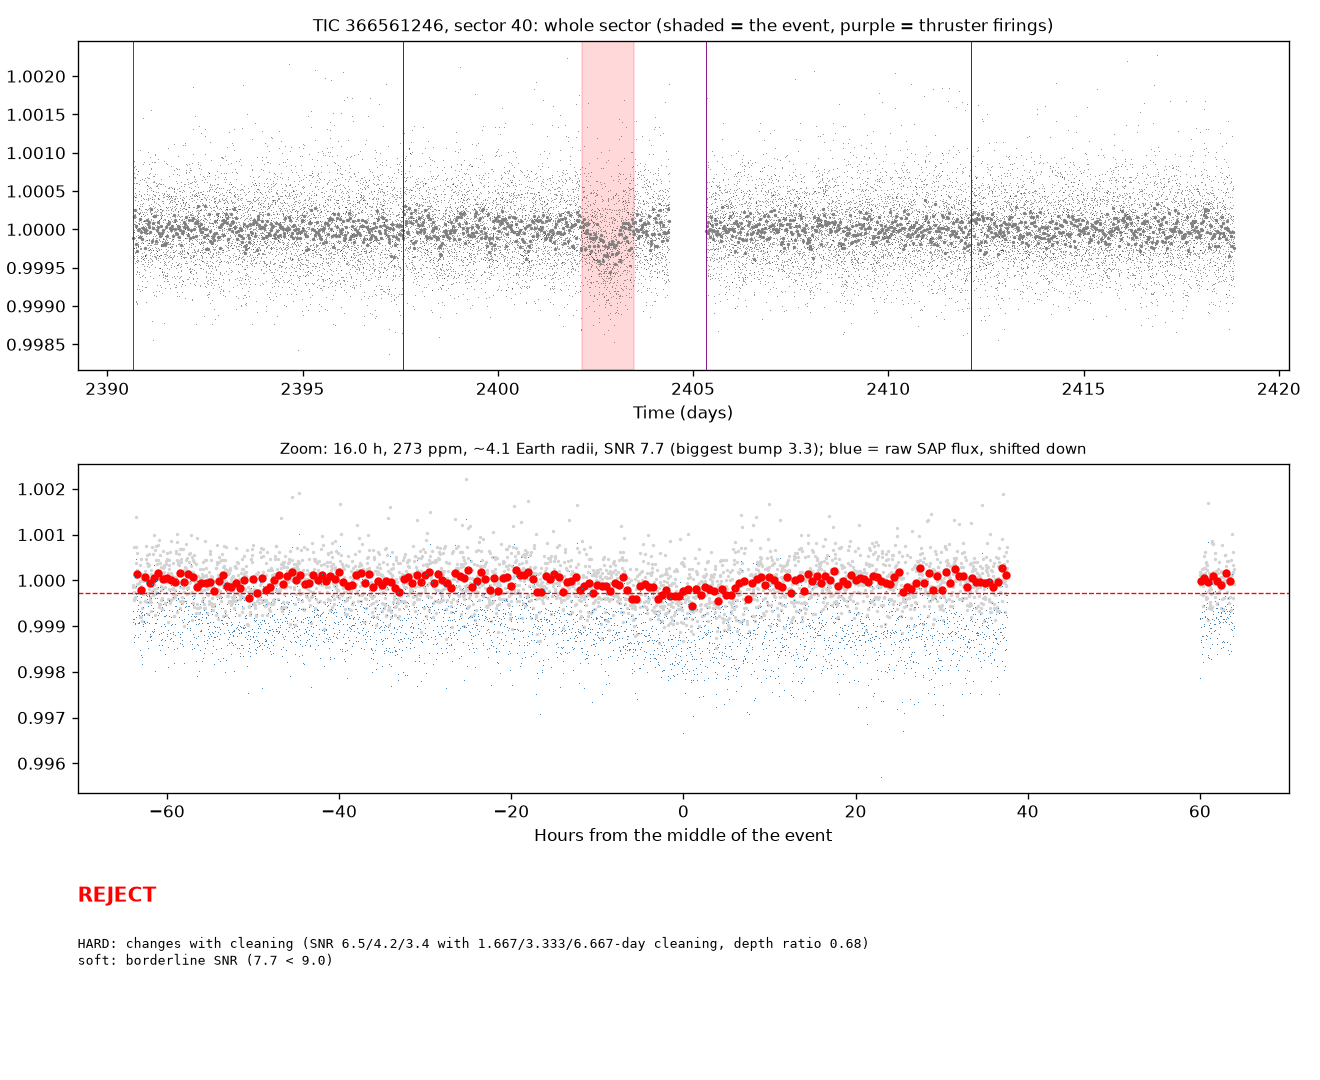 TIC 366561246, sector 40: whole sector (shaded = the event, purple = thruster firings)
1.0020
1.0015
1.0010
1.0005
1.0000
0.9995
0.9990
0.9985
2390 2395 2400 2405 2410 2415 2420
Time (days)
Zoom: 16.0 h, 273 ppm, ~4.1 Earth radii, SNR 7.7 (biggest bump 3.3); blue = raw SAP flux, shifted down
1.002
1.001
1.000
0.999
0.998
0.997
0.996
−60 −40 −20 0 20 40 60
Hours from the middle of the event
REJECT
HARD: changes with cleaning (SNR 6.5/4.2/3.4 with 1.667/3.333/6.667-day cleaning, depth ratio 0.68)
soft: borderline SNR (7.7 < 9.0)